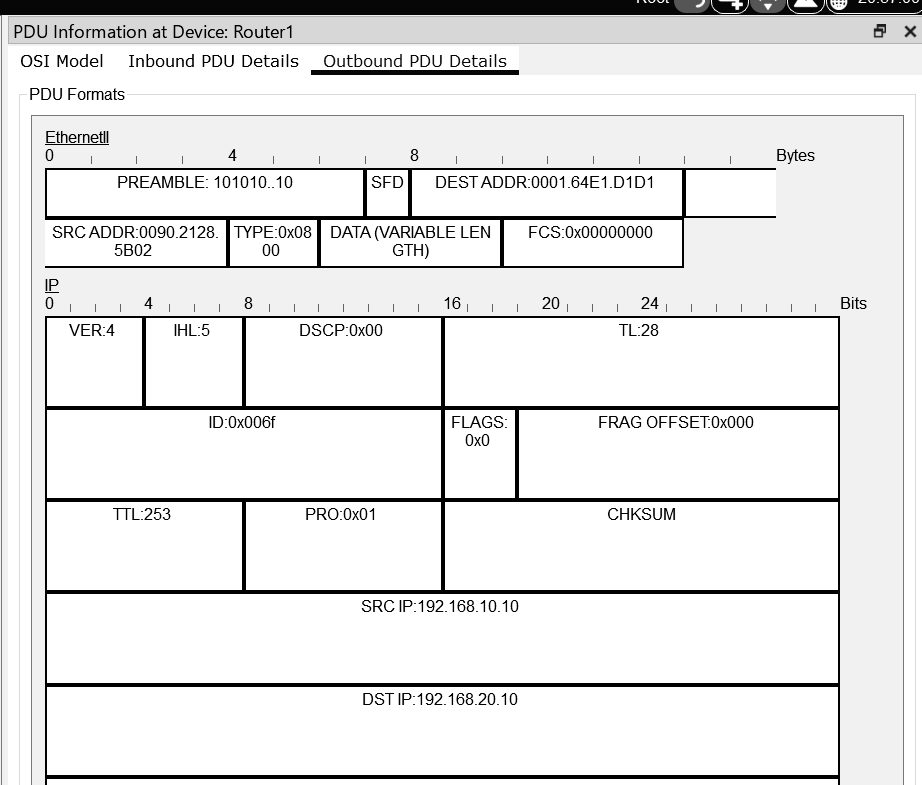 PDU Information at Device: Router1
OSI Model Inbound PDU Details Outbound PDU Details
PDU Formats
EthernetII
0 4 8 Bytes
PREAMBLE: 101010..10 SFD DEST ADDR:0001.64E1.D1D1
SRC ADDR:0090.2128.
5B02
TYPE:0x08
00
DATA (VARIABLE LEN
GTH)
FCS:0x00000000
IP
0 4 8 16 20 24 Bits
VER:4 IHL:5 DSCP:0x00 TL:28
ID:0x006f FLAGS:
0x0
FRAG OFFSET:0x000
TTL:253 PRO:0x01 CHKSUM
SRC IP:192.168.10.10
DST IP:192.168.20.10